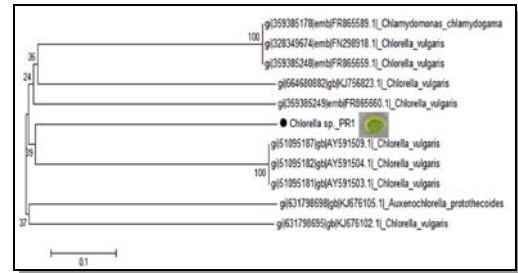 gi|359385178|emb|FR865589.1|_Chlamydomonas_chlamydogama
100
gi|328349674|emb|FN298918.1|_Chlorella_vulgaris
36
gi|359385248|emb|FR865659.1|_Chlorella_vulgaris
24
gi|664680882|gb|KJ756823.1|_Chlorella_vulgaris
gi|359385249|emb|FR865660.1|_Chlorella_vulgaris
Chlorella sp._PR1
39
gi|51095187|gb|AY591509.1|_Chlorella_vulgaris
gi|51095182|gb|AY591504.1|_Chlorella_vulgaris
100
gi|51095181|gb|AY591503.1|_Chlorella_vulgaris
gi|631798698|gb|KJ676105.1|_Auxenochlorella_protothecoides
37
gi|631798695|gb|KJ676102.1|_Chlorella_vulgaris
0.1